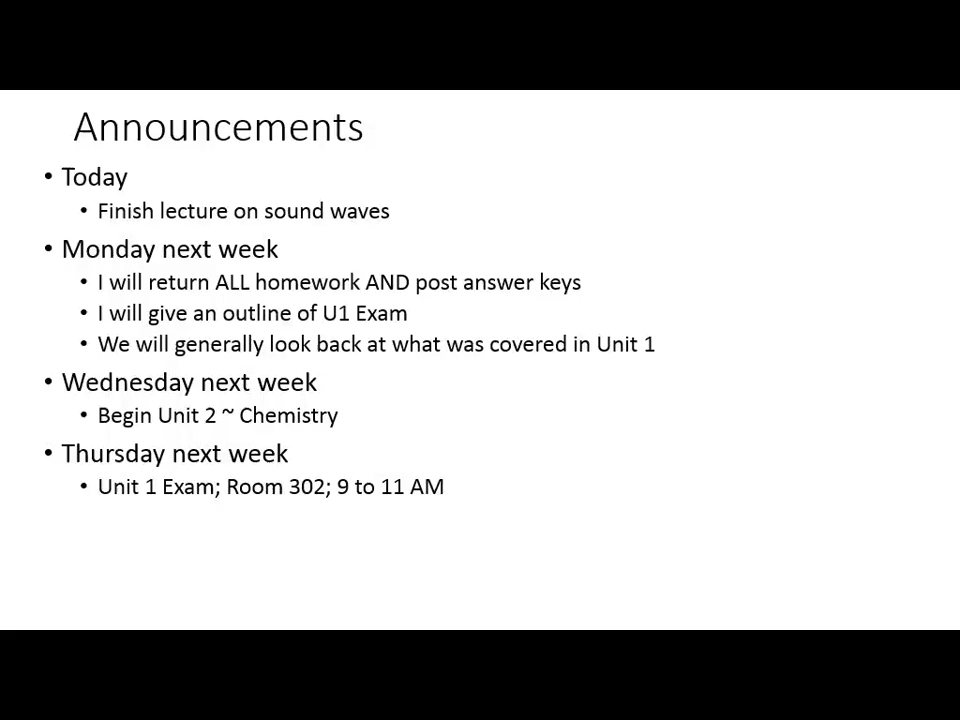 Announcements
• Today
• Finish lecture on sound waves
• Monday next week
• I will return ALL homework AND post answer keys
• I will give an outline of U1 Exam
• We will generally look back at what was covered in Unit 1
• Wednesday next week
• Begin Unit 2 ~ Chemistry
• Thursday next week
• Unit 1 Exam; Room 302; 9 to 11 AM